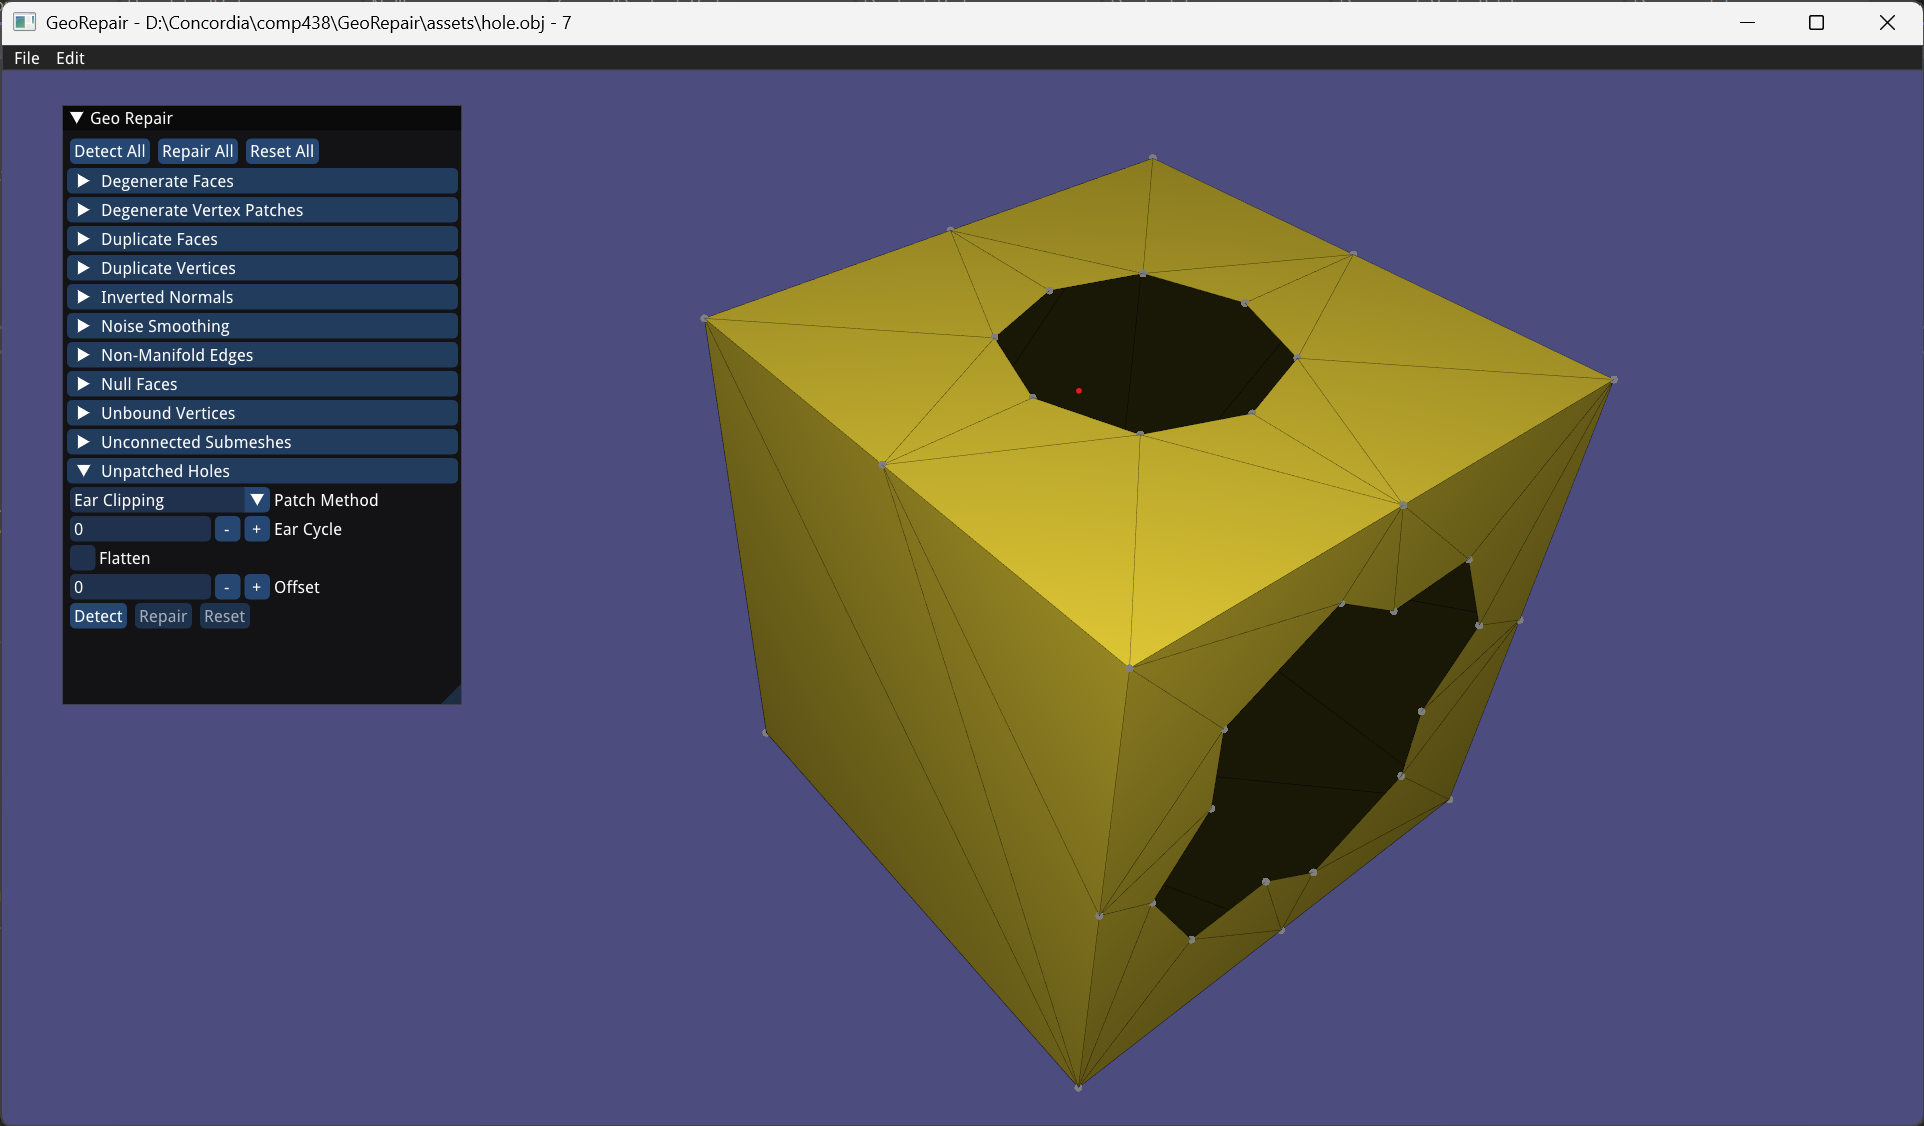 GeoRepair - D:\Concordia\comp438\GeoRepair\assets\hole.obj - 7
File Edit
Geo Repair
Detect All Repair All Reset All
Degenerate Faces
Degenerate Vertex Patches
Duplicate Faces
Duplicate Vertices
Inverted Normals
Noise Smoothing
Non-Manifold Edges
Null Faces
Unbound Vertices
Unconnected Submeshes
Unpatched Holes
Ear Clipping Patch Method
0 - + Ear Cycle
Flatten
0 - + Offset
Detect Repair Reset